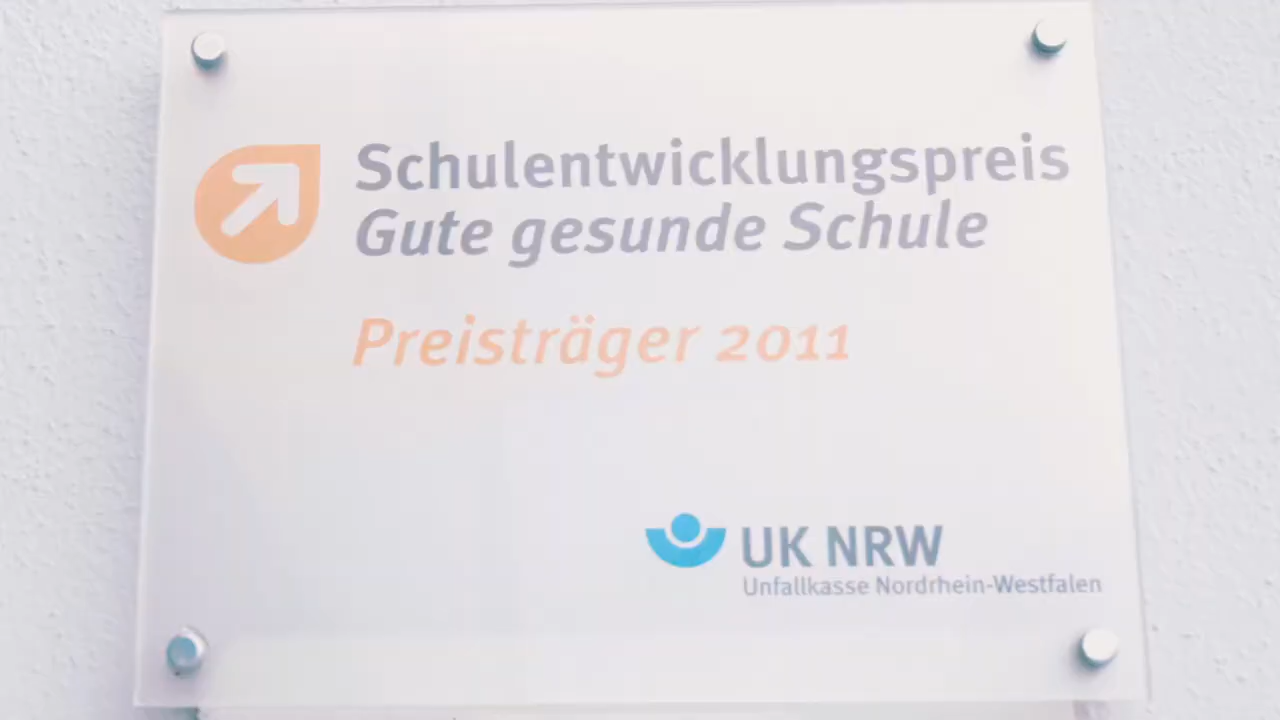 Schulentwicklungspreis
Gute gesunde Schule
Preisträger 2011
UK NRW
Unfallkasse Nordrhein-Westfalen